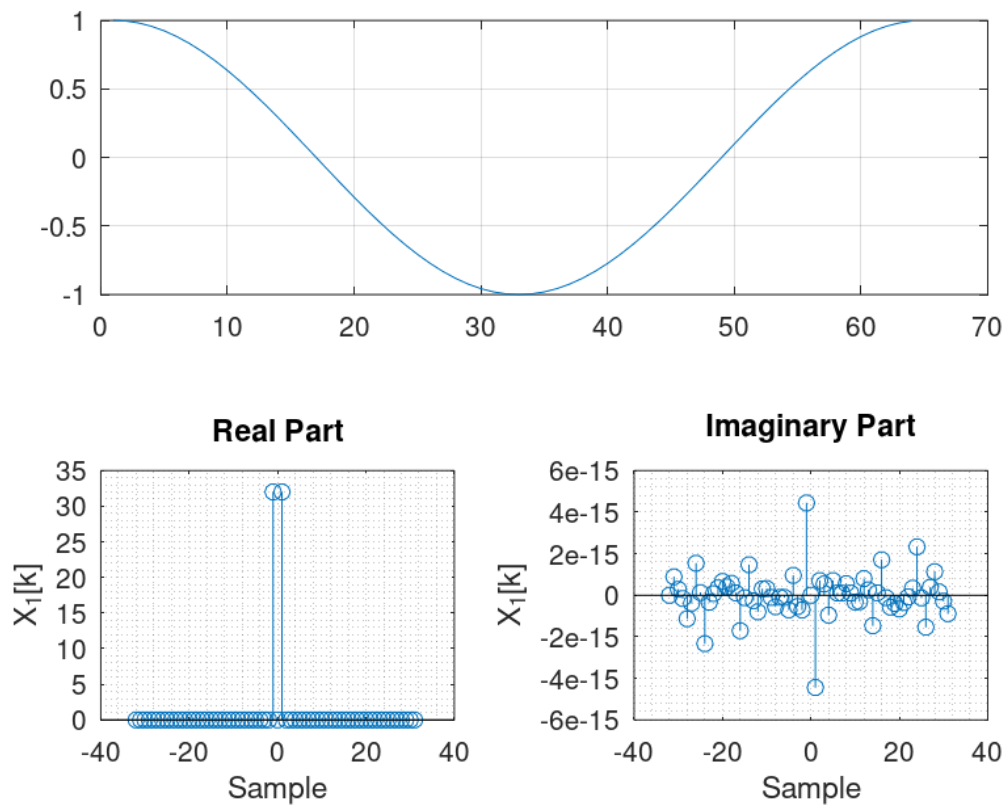 1
0.5
0
-0.5
-1
0 10 20 30 40 50 60 70
Real Part
35
30
25
20
15
10
5
0
X1[k]
-40 -20 0 20 40
Sample
Imaginary Part
6e-15
4e-15
2e-15
0
-2e-15
-4e-15
-6e-15
X1[k]
-40 -20 0 20 40
Sample